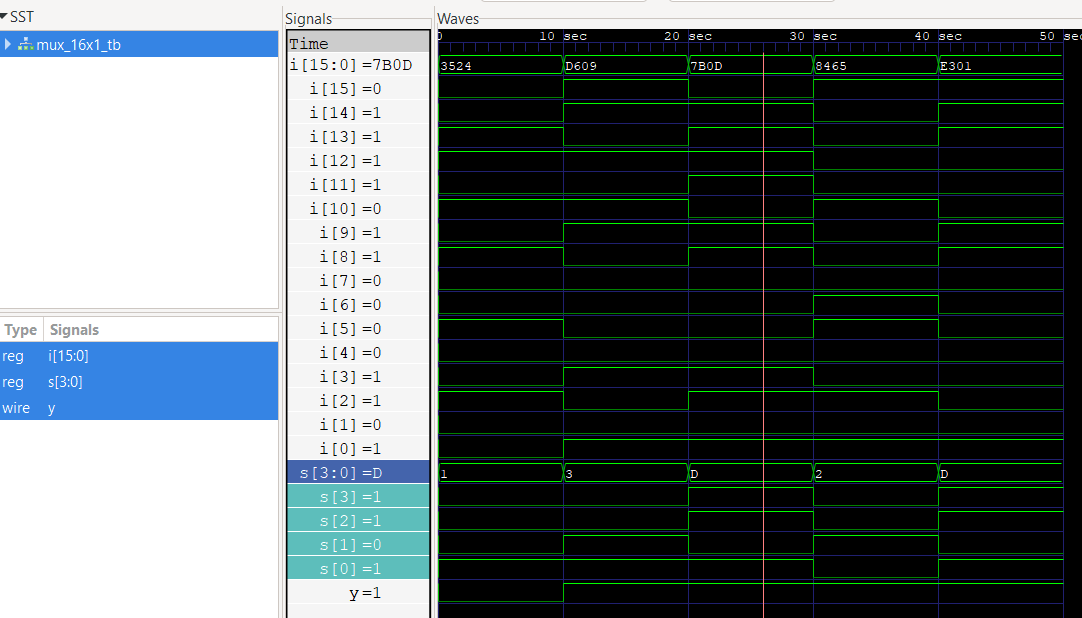 SST
mux_16x1_tb
Type Signals
reg i[15:0]
reg s[3:0]
wire y
Signals
Time
i[15:0]=7B0D
i[15]=0
i[14]=1
i[13]=1
i[12]=1
i[11]=1
i[10]=0
i[9]=1
i[8]=1
i[7]=0
i[6]=0
i[5]=0
i[4]=0
i[3]=1
i[2]=1
i[1]=0
i[0]=1
s[3:0]=D
s[3]=1
s[2]=1
s[1]=0
s[0]=1
y=1
Waves
0 10 sec 20 sec 30 sec 40 sec 50 sec
3524 D609 7B0D 8465 E301
1 3 D 2 D